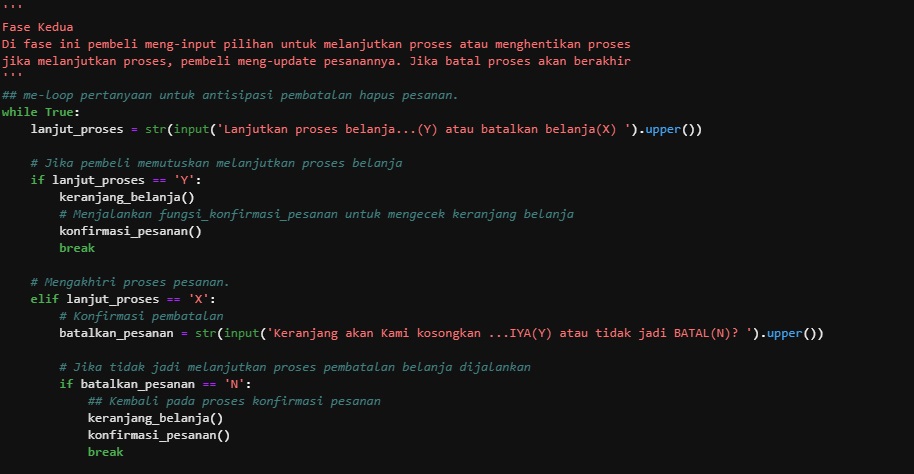 '''
Fase Kedua
Di fase ini pembeli meng-input pilihan untuk melanjutkan proses atau menghentikan proses
jika melanjutkan proses, pembeli meng-update pesanannya. Jika batal proses akan berakhir
'''
## me-loop pertanyaan untuk antisipasi pembatalan hapus pesanan.
while True:
    lanjut_proses = str(input('Lanjutkan proses belanja...(Y) atau batalkan belanja(X) ').upper())

    # Jika pembeli memutuskan melanjutkan proses belanja
    if lanjut_proses == 'Y':
        keranjang_belanja()
        # Menjalankan fungsi_konfirmasi_pesanan untuk mengecek keranjang belanja
        konfirmasi_pesanan()
        break

    # Mengakhiri proses pesanan.
    elif lanjut_proses == 'X':
        # Konfirmasi pembatalan
        batalkan_pesanan = str(input('Keranjang akan Kami kosongkan ...IYA(Y) atau tidak jadi BATAL(N)? ').upper())

        # Jika tidak jadi melanjutkan proses pembatalan belanja dijalankan
        if batalkan_pesanan == 'N':
            ## Kembali pada proses konfirmasi pesanan
            keranjang_belanja()
            konfirmasi_pesanan()
            break